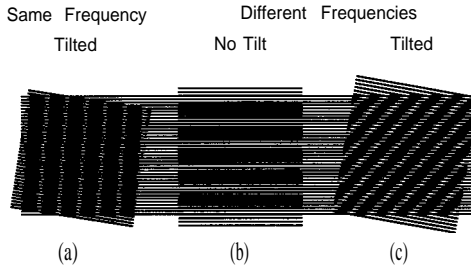 Same Frequency Different Frequencies
Tilted No Tilt Tilted
(a) (b) (c)